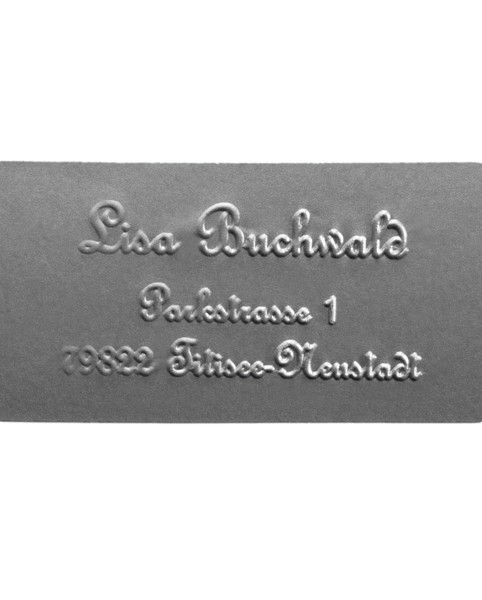 Lisa Buchwald
Parkstrasse 1
79822 Titisee-Neustadt